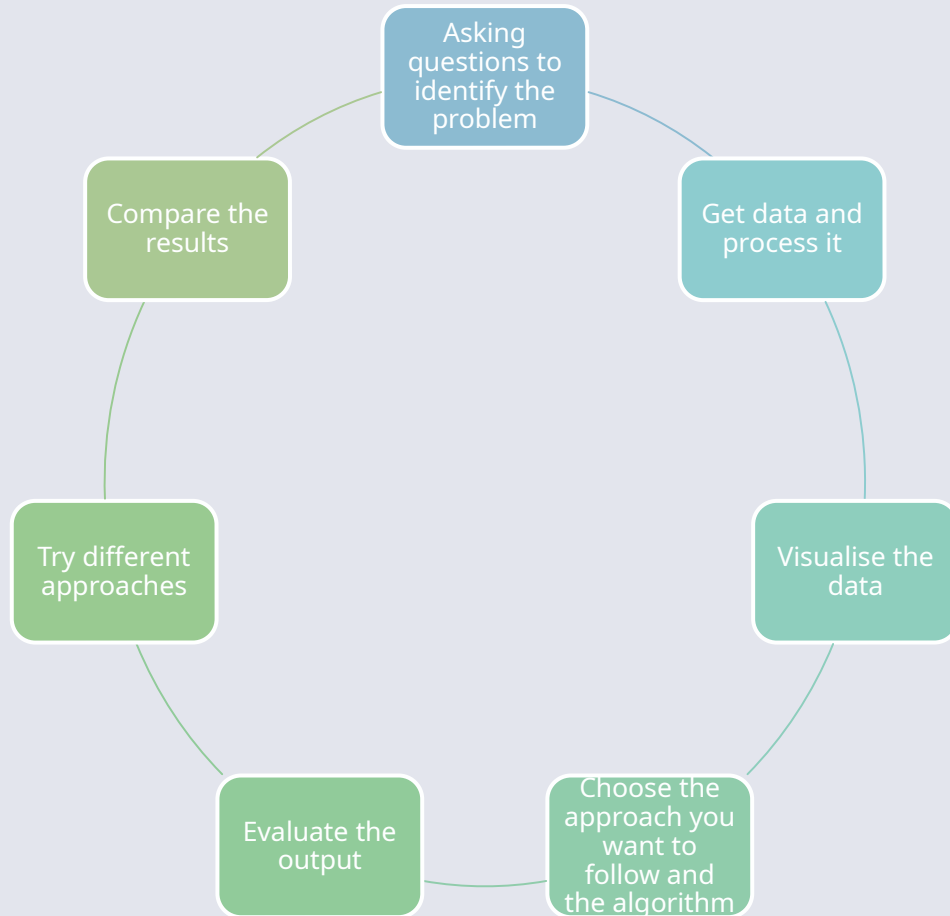 Asking
questions to
identify the
problem
Get data and
process it
Visualise the
data
Choose the
approach you
want to
follow and
the algorithm
Evaluate the
output
Try different
approaches
Compare the
results